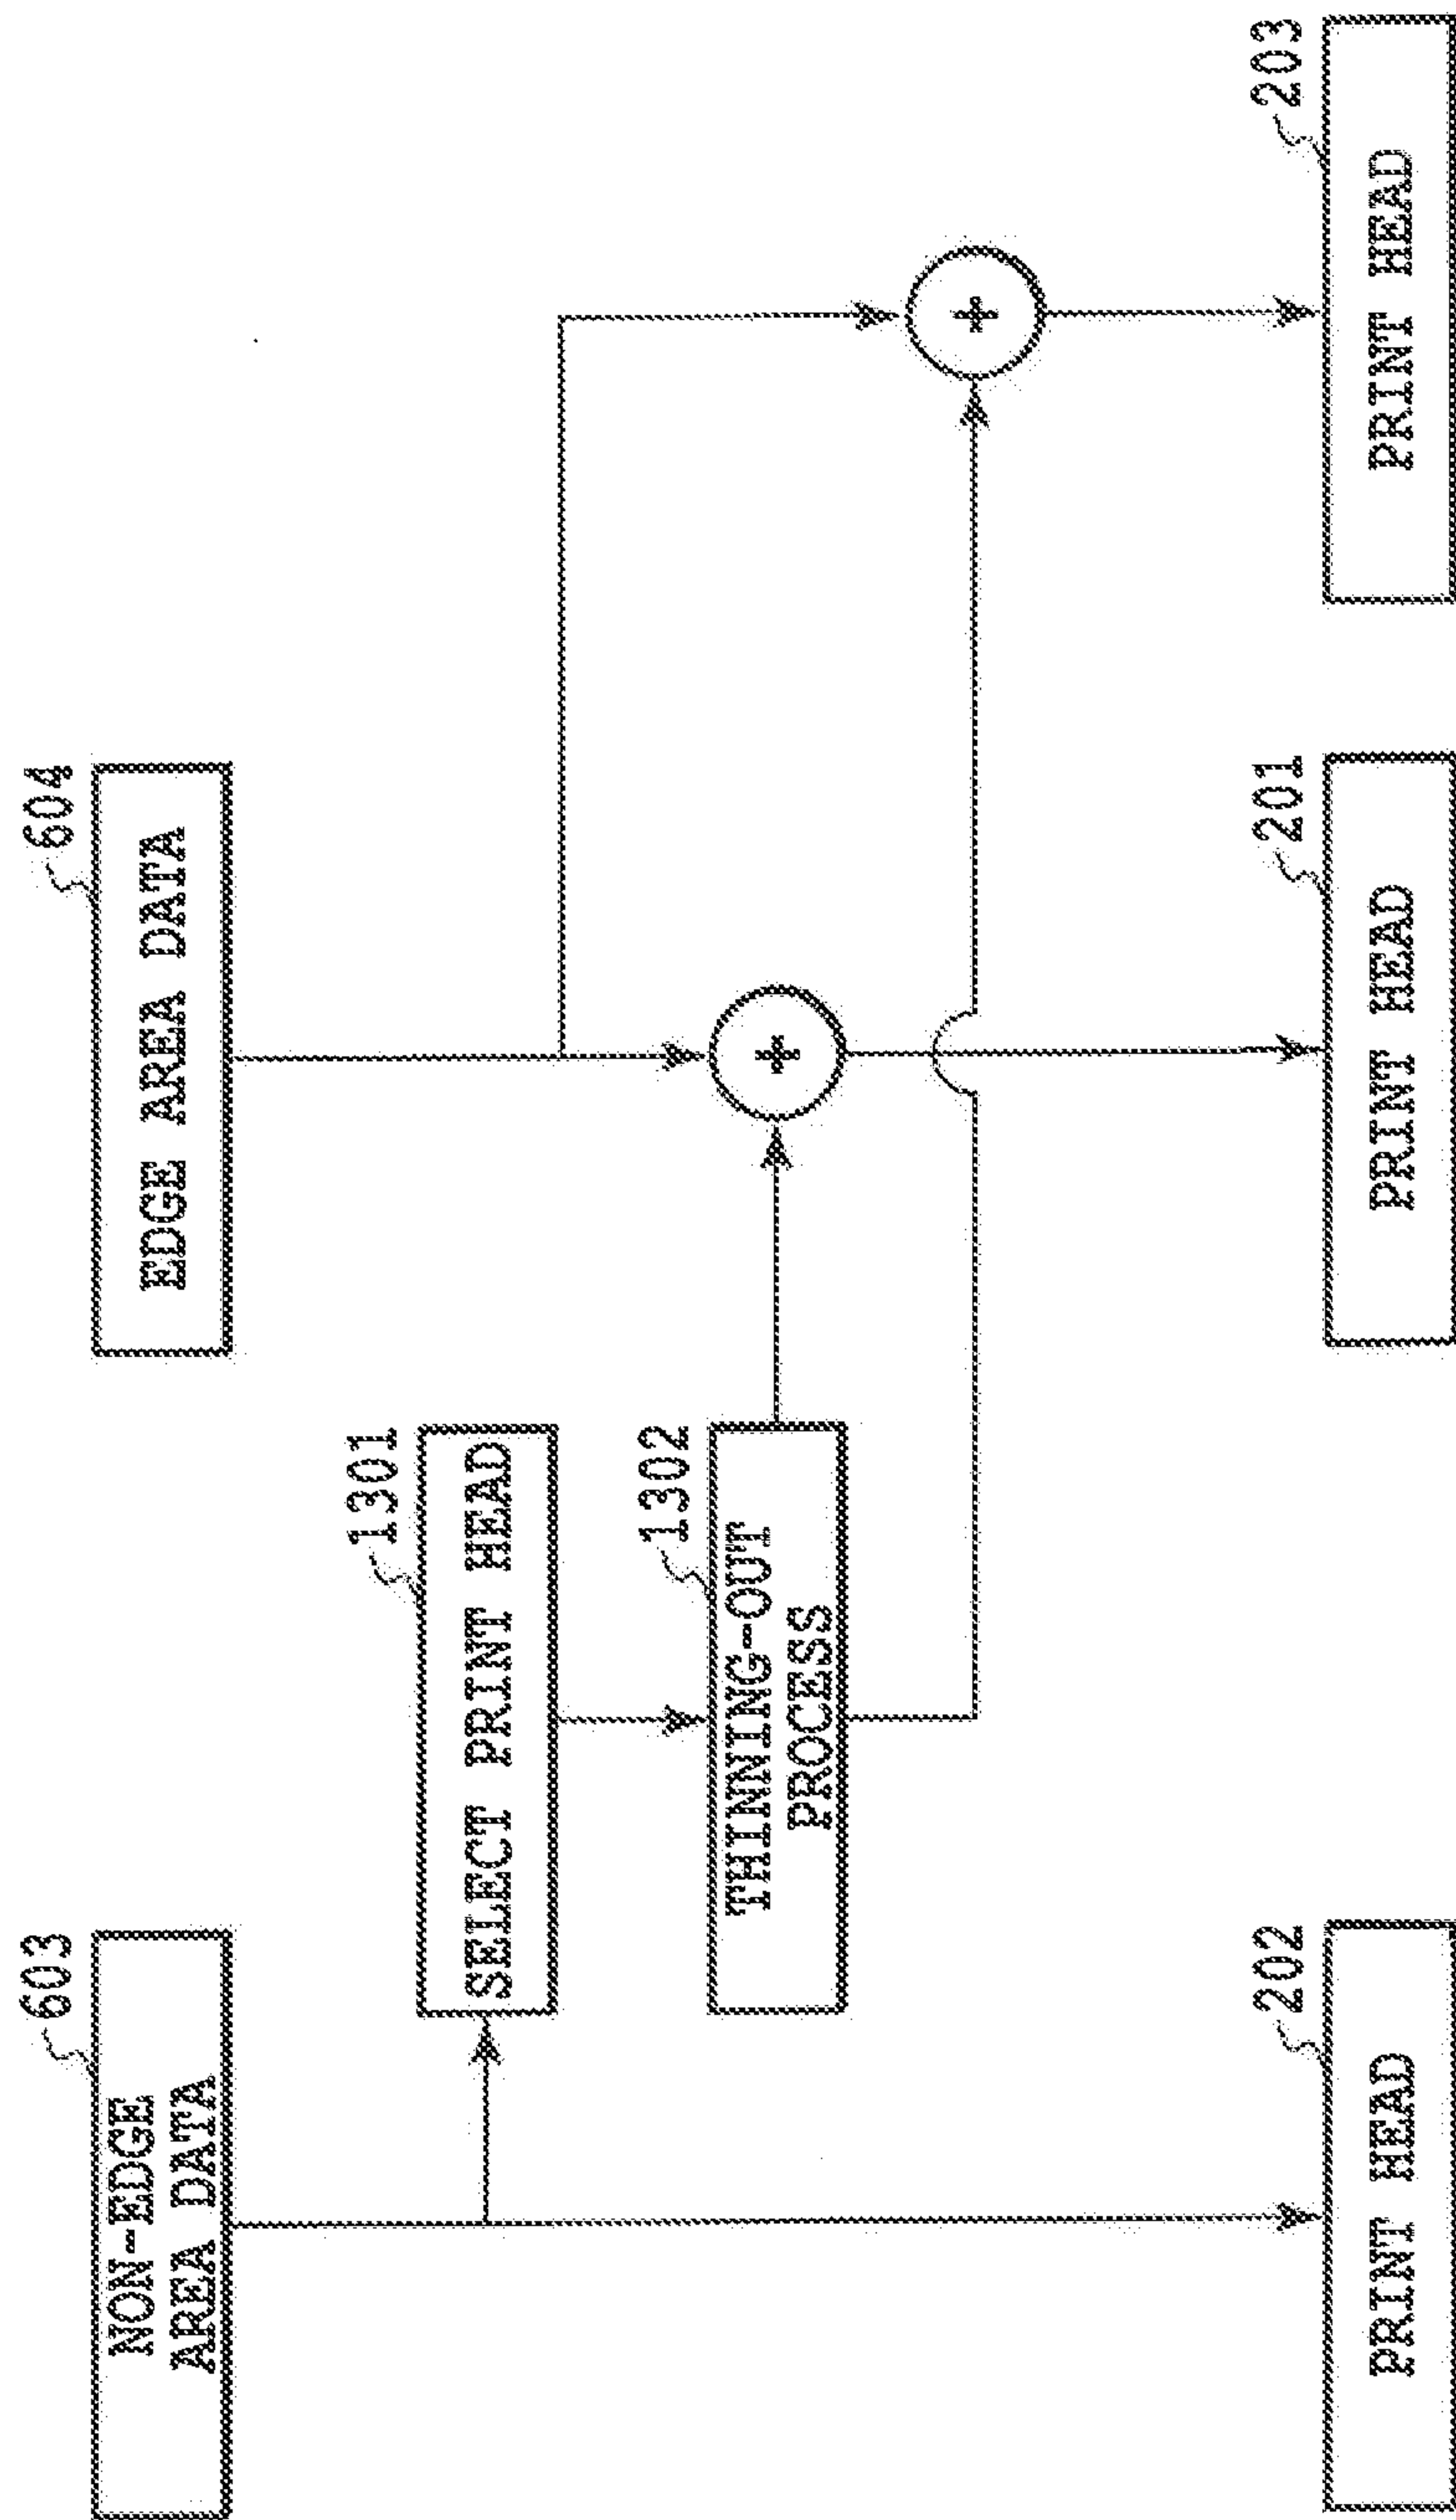 603
NON-EDGE
AREA DATA
604
EDGE AREA DATA
1301
SELECT PRINT HEAD
1302
THINNING-OUT
PROCESS
+
+
202
PRINT HEAD
201
PRINT HEAD
203
PRINT HEAD